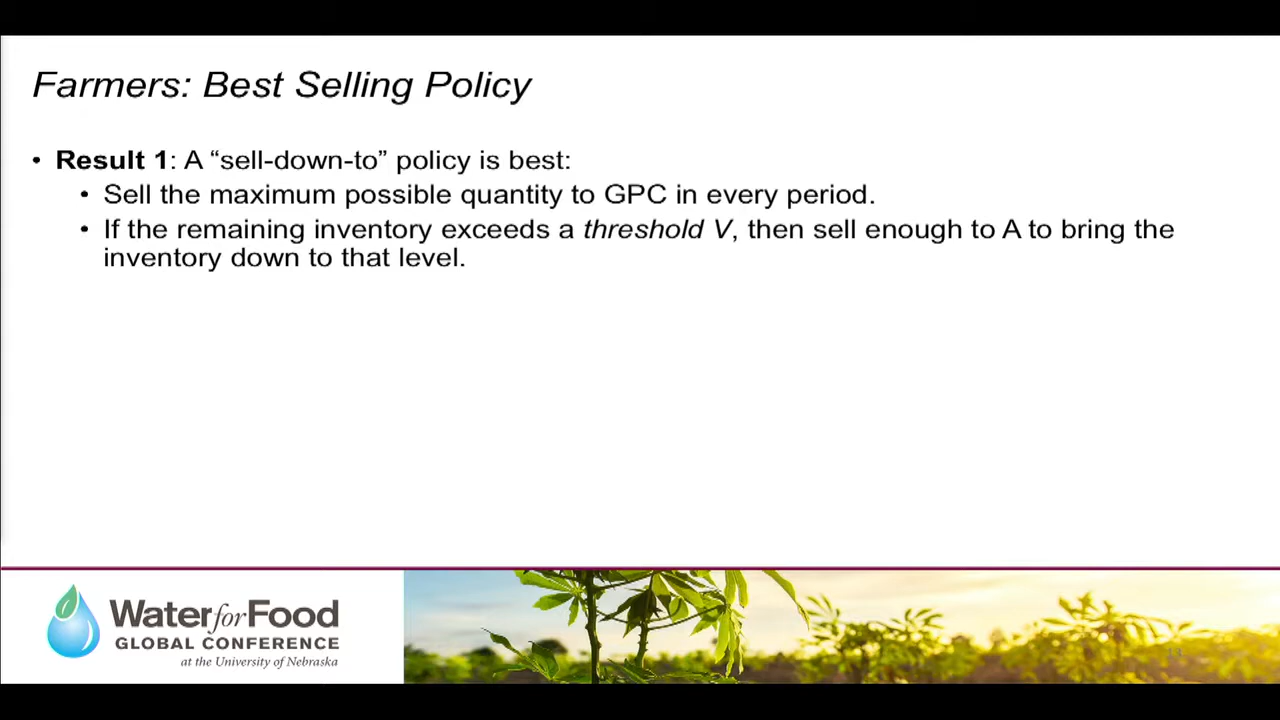 Farmers: Best Selling Policy
• Result 1: A “sell-down-to” policy is best:
• Sell the maximum possible quantity to GPC in every period.
• If the remaining inventory exceeds a threshold V, then sell enough to A to bring the
inventory down to that level.
Water for Food
GLOBAL CONFERENCE
at the University of Nebraska
13